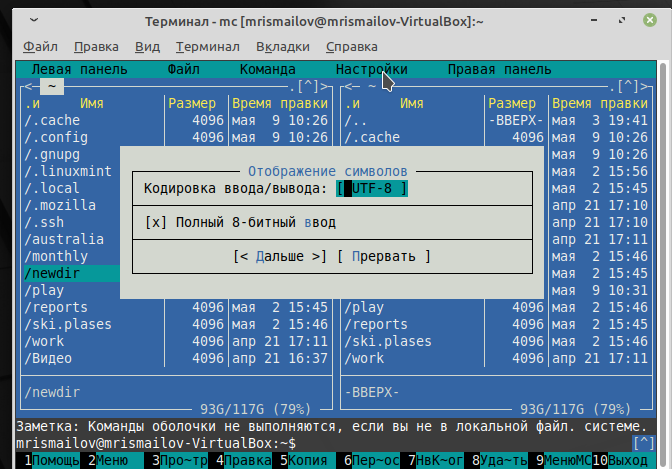 Терминал - mc [mrismailov@mrismailov-VirtualBox]:~
Файл Правка Вид Терминал Вкладки Справка
Левая панель Файл Команда Настройки Правая панель
<─ ~ .[^]> <─ ~ .[^]>
.и Имя Размер Время правки .и Имя Размер Время правки
/.cache 4096 мая 9 10:26 /.. -ВВЕРХ- мая 3 19:41
/.config 4096 мая 9 10:26 /.cache 4096 мая 9 10:26
/.gnupg 9 10:26
/.linuxmint 2 15:56
/.local 2 15:45
/.mozilla апр 21 17:10
/.ssh апр 21 17:10
/australia апр 21 17:11
/monthly 2 15:46
/newdir 2 15:45
/play 9 10:31
Отображение символов
Кодировка ввода/вывода: [ UTF-8 ]
[x] Полный 8-битный ввод
[< Дальше >] [ Прервать ]
/reports 4096 мая 2 15:45 /play 4096 мая 2 15:46
/ski.plases 4096 мая 2 15:46 /reports 4096 мая 2 15:45
/work 4096 апр 21 17:11 /ski.plases 4096 мая 2 15:46
/Видео 4096 апр 21 16:37 /work 4096 апр 21 17:11
/newdir -ВВЕРХ-
93G/117G (79%) 93G/117G (79%)
Заметка: Команды оболочки не выполняются, если вы не в локальной файл. системе.
mrismailov@mrismailov-VirtualBox:~$ [^]
1Помощь 2Меню 3Про~тр 4Правка 5Копия 6Пер~ос 7НвК~ог 8Уда~ть 9МенюMC 10Выход